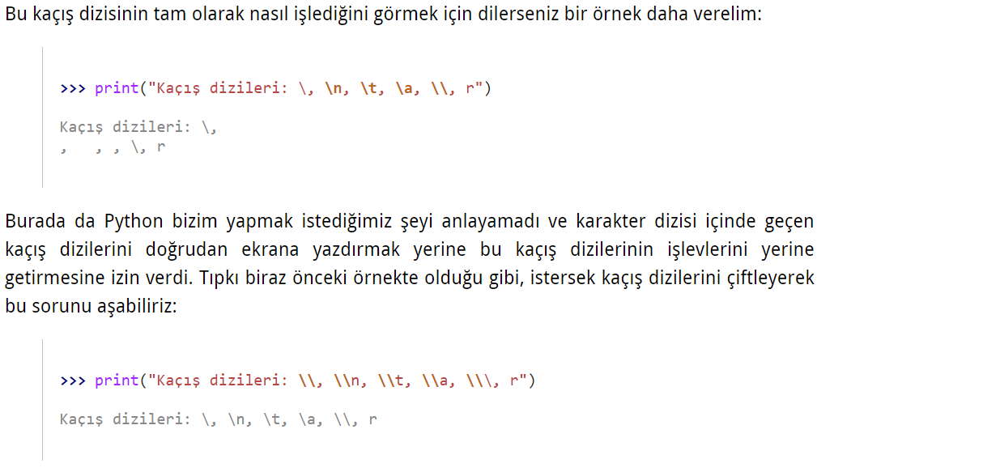 Bu kaçış dizisinin tam olarak nasıl işlediğini görmek için dilerseniz bir örnek daha verelim:
>>> print("Kaçış dizileri: \, \n, \t, \a, \\, r")
Kaçış dizileri: \,
,   , , \, r
Burada da Python bizim yapmak istediğimiz şeyi anlayamadı ve karakter dizisi içinde geçen
kaçış dizilerini doğrudan ekrana yazdırmak yerine bu kaçış dizilerinin işlevlerini yerine
getirmesine izin verdi. Tıpkı biraz önceki örnekte olduğu gibi, istersek kaçış dizilerini çiftleyerek
bu sorunu aşabiliriz:
>>> print("Kaçış dizileri: \\, \\n, \\t, \\a, \\\, r")
Kaçış dizileri: \, \n, \t, \a, \\, r